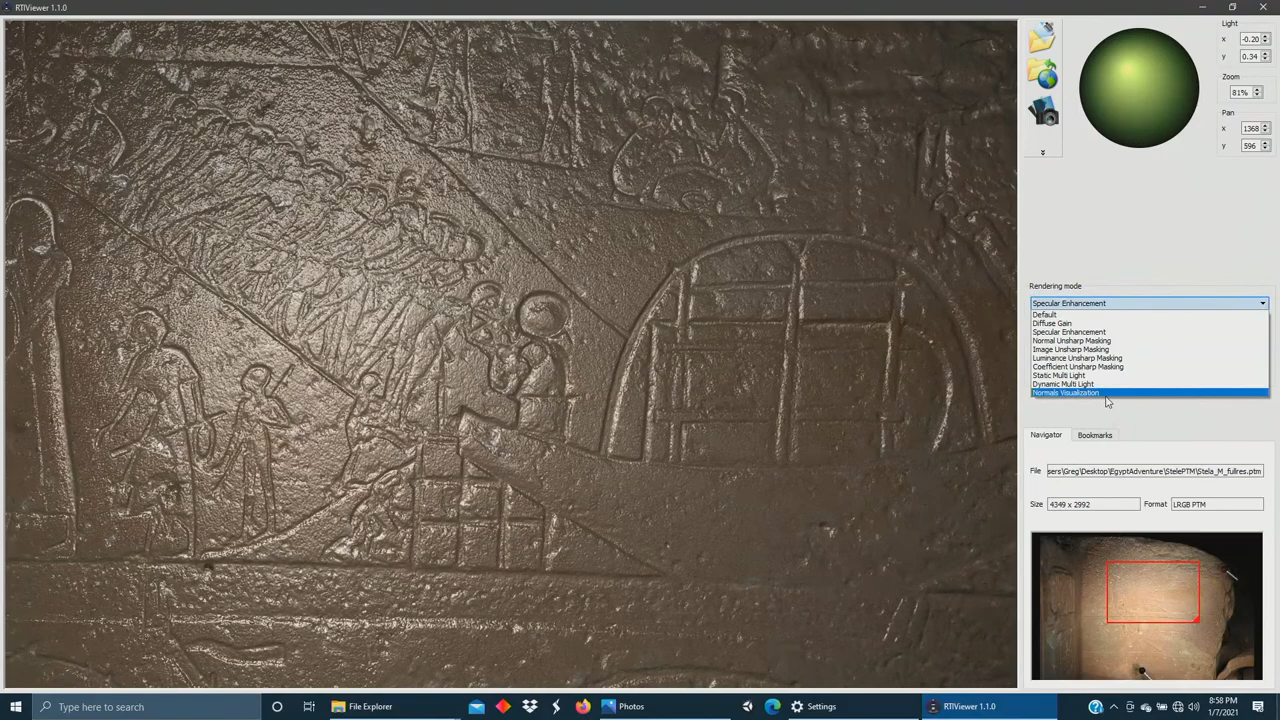 RTIViewer 1.1.0
Light
x -0.20
y 0.34
Zoom
81%
Pan
x 1368
y 596
Rendering mode
Specular Enhancement
Default
Diffuse Gain
Specular Enhancement
Normal Unsharp Masking
Image Unsharp Masking
Luminance Unsharp Masking
Coefficient Unsharp Masking
Static Multi Light
Dynamic Multi Light
Normals Visualization
Navigator Bookmarks
File sers\Greg\Desktop\EgyptAdventure\StelePTM\Stela_M_fullres.ptm
Size 4349 x 2992 Format LRGB PTM
Type here to search
File Explorer
Photos
Settings
RTIViewer 1.1.0
8:58 PM
1/7/2021